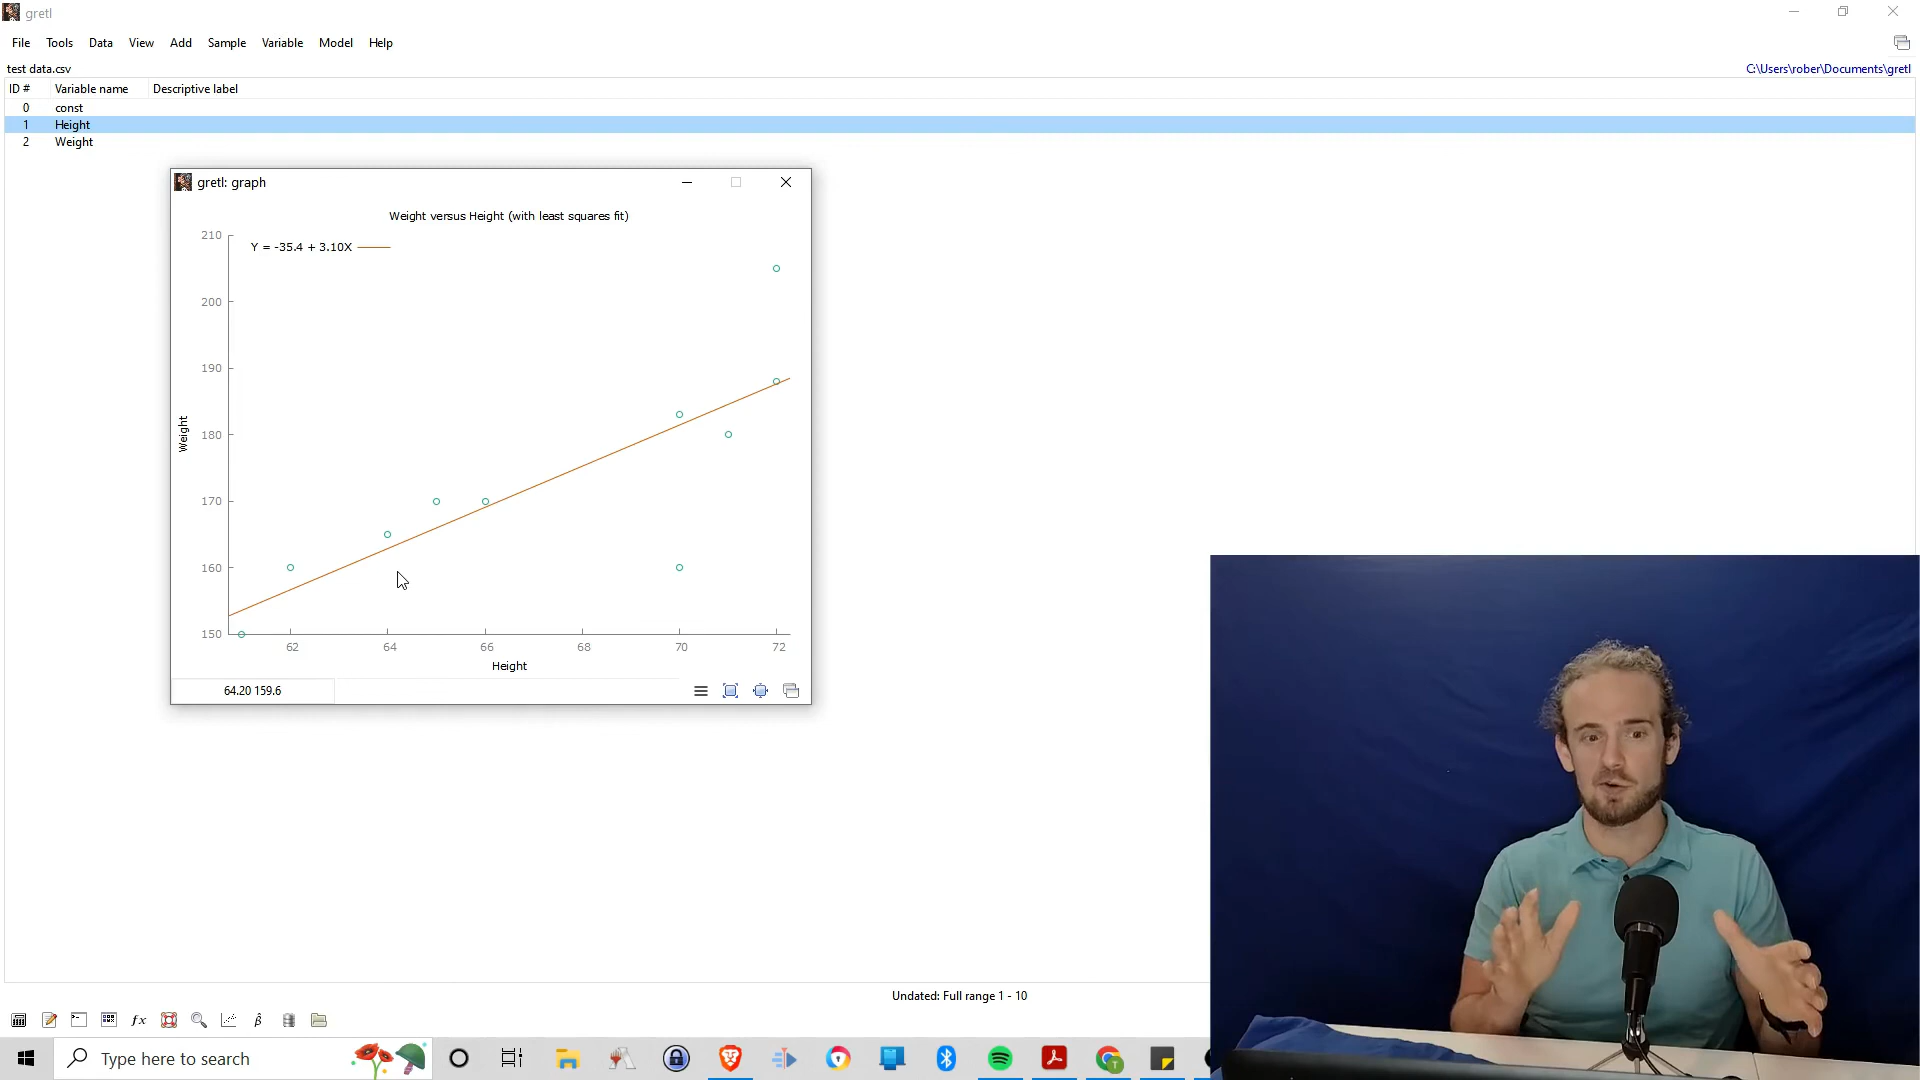 gretl
File Tools Data View Add Sample Variable Model Help
test data.csv
C:\Users\rober\Documents\gretl
ID # Variable name Descriptive label
0 const
1 Height
2 Weight
gretl: graph
Weight versus Height (with least squares fit)
Y = -35.4 + 3.10X
210
200
190
180
170
160
150
Weight
62 64 66 68 70 72
Height
64.20 159.6
Undated: Full range 1 - 10
fx
β̂
Type here to search
T